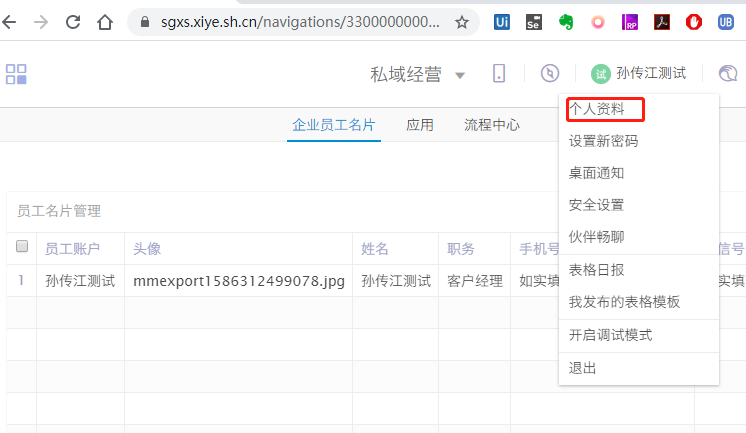 sgxs.xiye.sh.cn/navigations/3300000000...
Ui
Se
RP
UB
私域经营
试 孙传江测试
企业员工名片 应用 流程中心
个人资料
设置新密码
桌面通知
安全设置
伙伴畅聊
表格日报
我发布的表格模板
开启调试模式
退出
员工名片管理
员工账户 头像 姓名 职务 手机号 信号
1 孙传江测试 mmexport1586312499078.jpg 孙传江测试 客户经理 如实填 实填